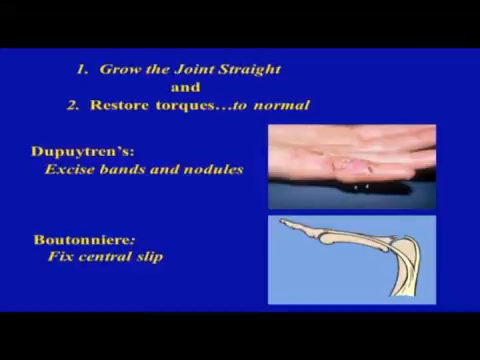 1. Grow the Joint Straight
and
2. Restore torques…to normal
Dupuytren's:
Excise bands and nodules
Boutonniere:
Fix central slip